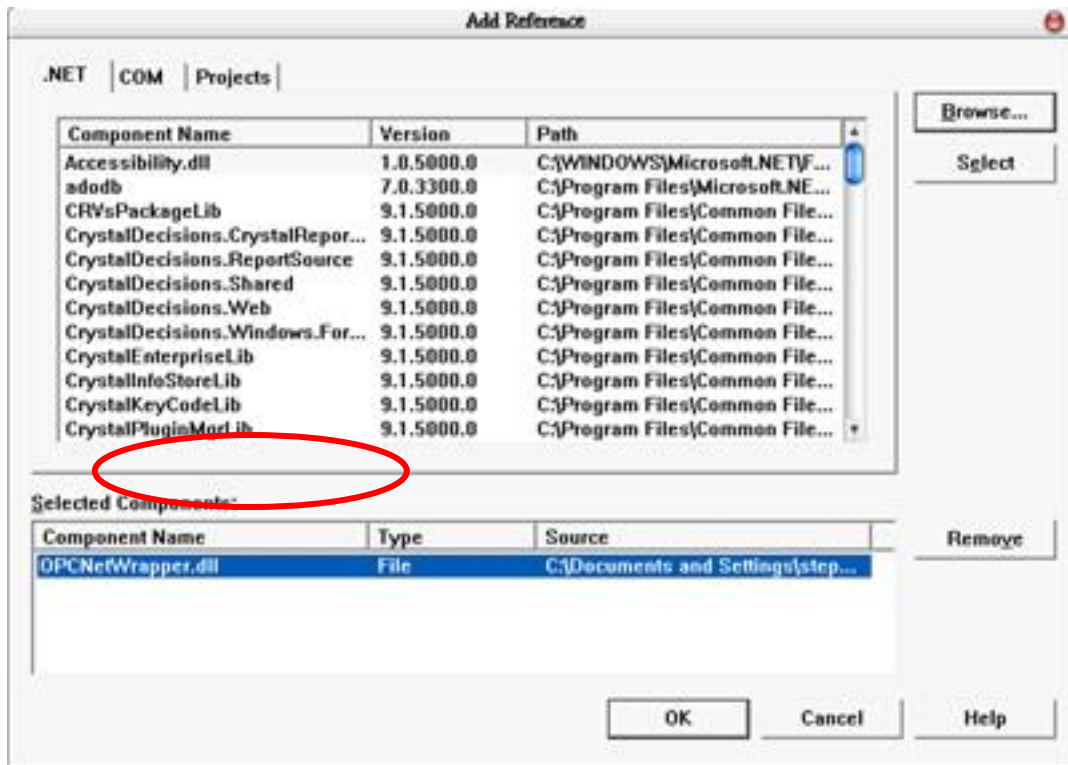 Add Reference
.NET COM Projects
Browse...
Component Name Version Path
Accessibility.dll 1.0.5000.0 C:\WINDOWS\Microsoft.NET\F...
Select
adodb 7.0.3300.0 C:\Program Files\Microsoft.NE...
CRVsPackageLib 9.1.5000.0 C:\Program Files\Common File...
CrystalDecisions.CrystalRepor... 9.1.5000.0 C:\Program Files\Common File...
CrystalDecisions.ReportSource 9.1.5000.0 C:\Program Files\Common File...
CrystalDecisions.Shared 9.1.5000.0 C:\Program Files\Common File...
CrystalDecisions.Web 9.1.5000.0 C:\Program Files\Common File...
CrystalDecisions.Windows.For... 9.1.5000.0 C:\Program Files\Common File...
CrystalEnterpriseLib 9.1.5000.0 C:\Program Files\Common File...
CrystalInfoStoreLib 9.1.5000.0 C:\Program Files\Common File...
CrystalKeyCodeLib 9.1.5000.0 C:\Program Files\Common File...
CrystalPluginMgrLib 9.1.5000.0 C:\Program Files\Common File...
Selected Components:
Component Name Type Source
Remove
OPCNetWrapper.dll File C:\Documents and Settings\step...
OK Cancel Help